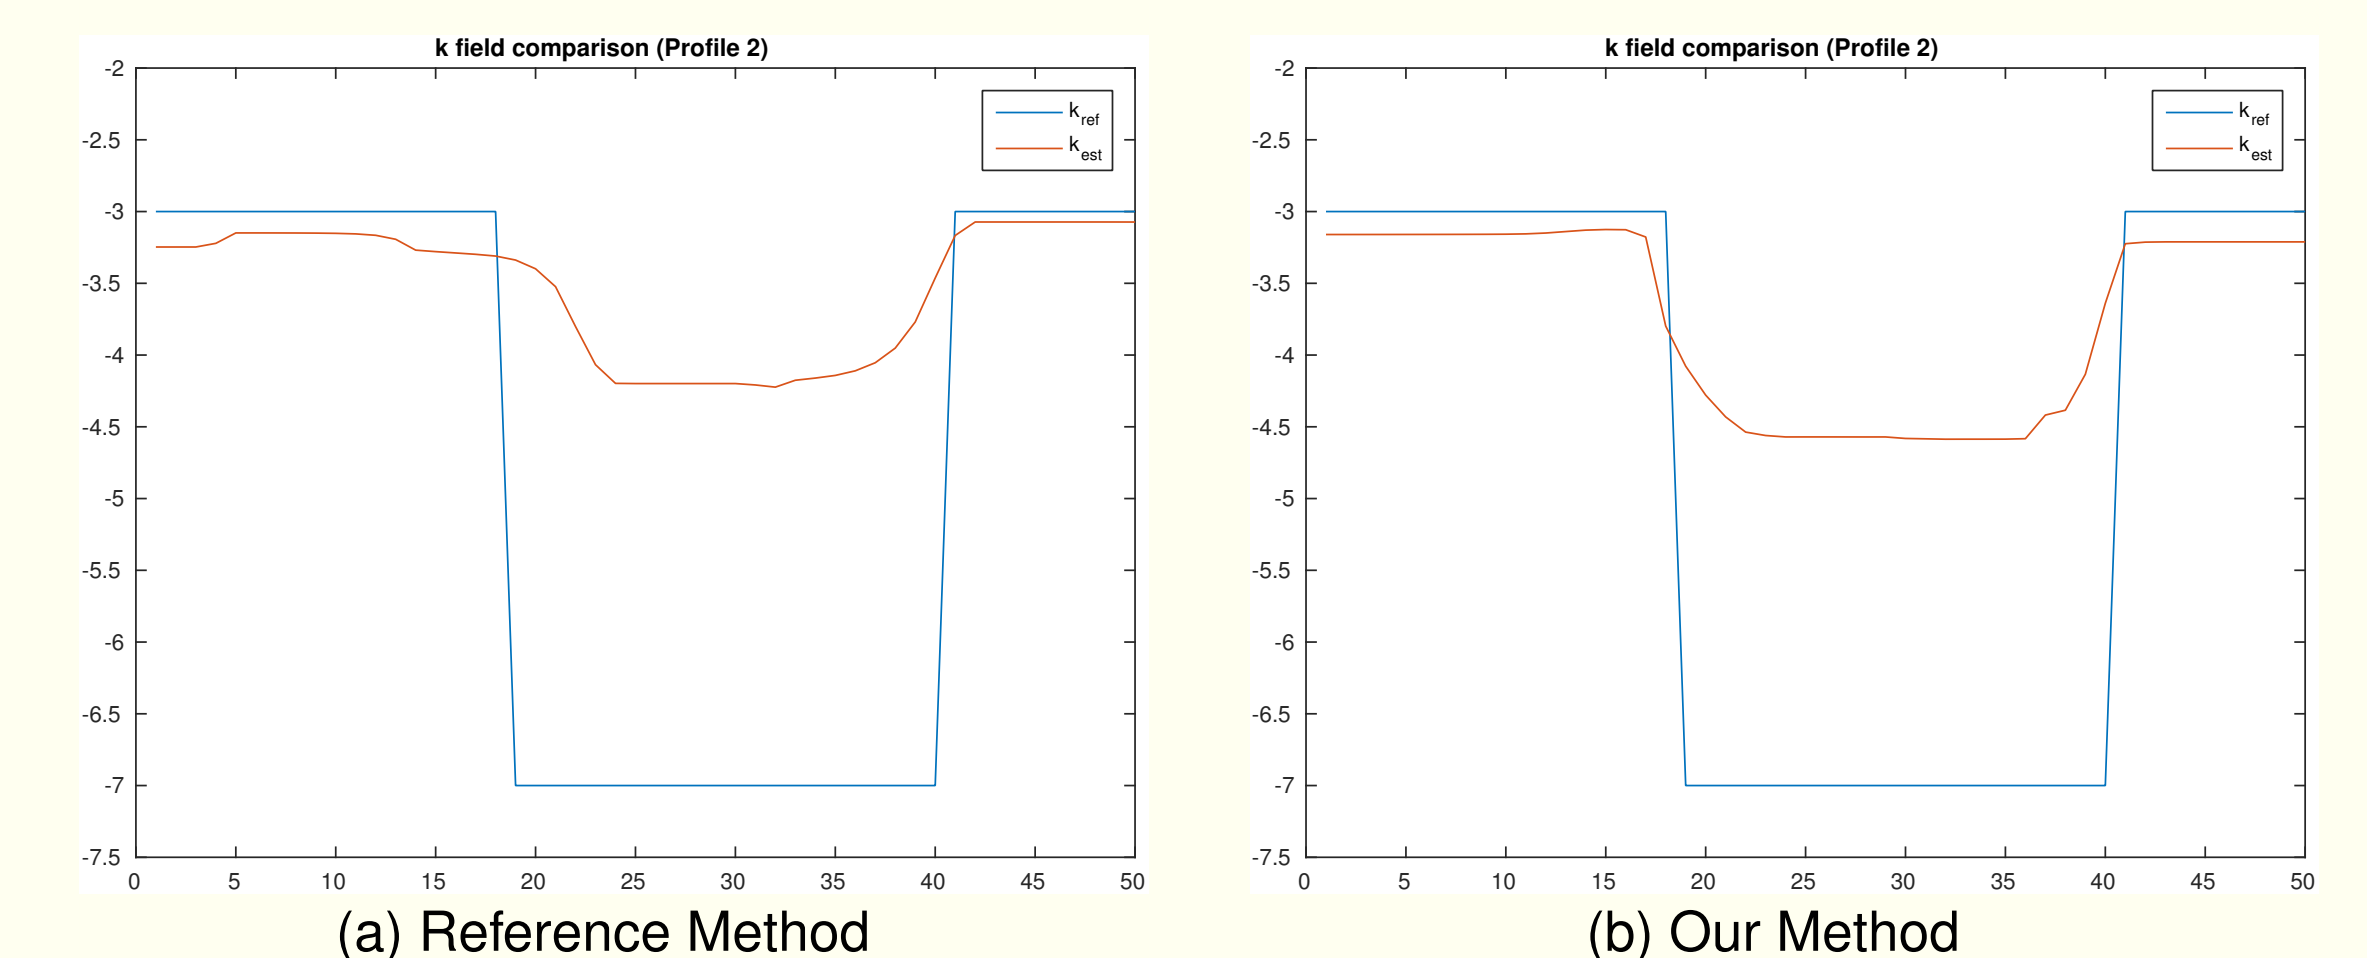 k field comparison (Profile 2)
-2
-2.5
-3
-3.5
-4
-4.5
-5
-5.5
-6
-6.5
-7
-7.5
0 5 10 15 20 25 30 35 40 45 50
k_ref
k_est
(a) Reference Method
k field comparison (Profile 2)
-2
-2.5
-3
-3.5
-4
-4.5
-5
-5.5
-6
-6.5
-7
-7.5
0 5 10 15 20 25 30 35 40 45 50
k_ref
k_est
(b) Our Method